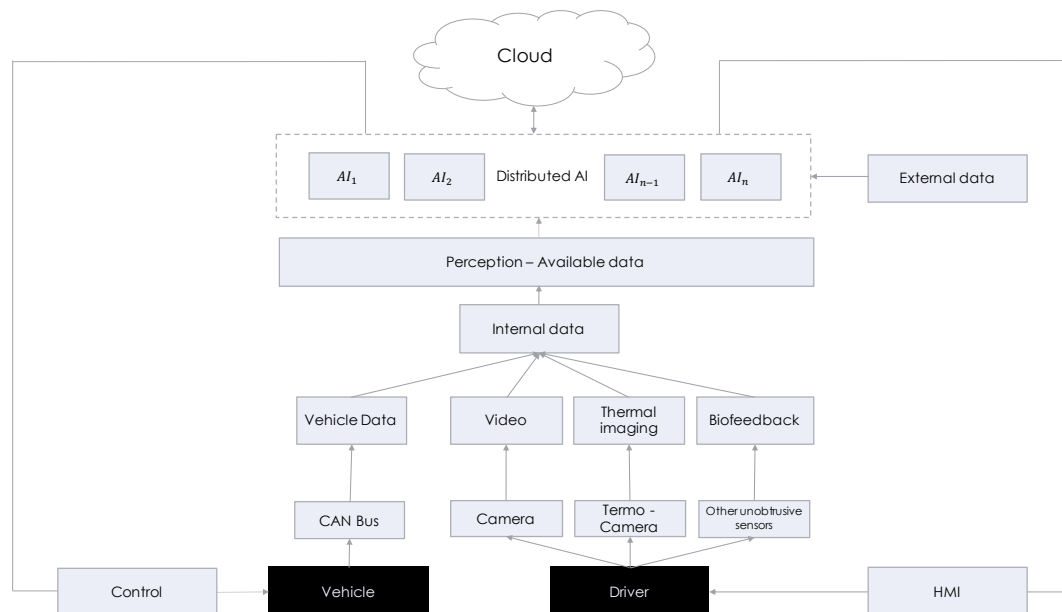 Cloud
AI₁
AI₂
Distributed AI
AIₙ₋₁
AIₙ
External data
Perception – Available data
Internal data
Vehicle Data
Video
Thermal
imaging
Biofeedback
CAN Bus
Camera
Termo -
Camera
Other unobtrusive
sensors
Control
Vehicle
Driver
HMI